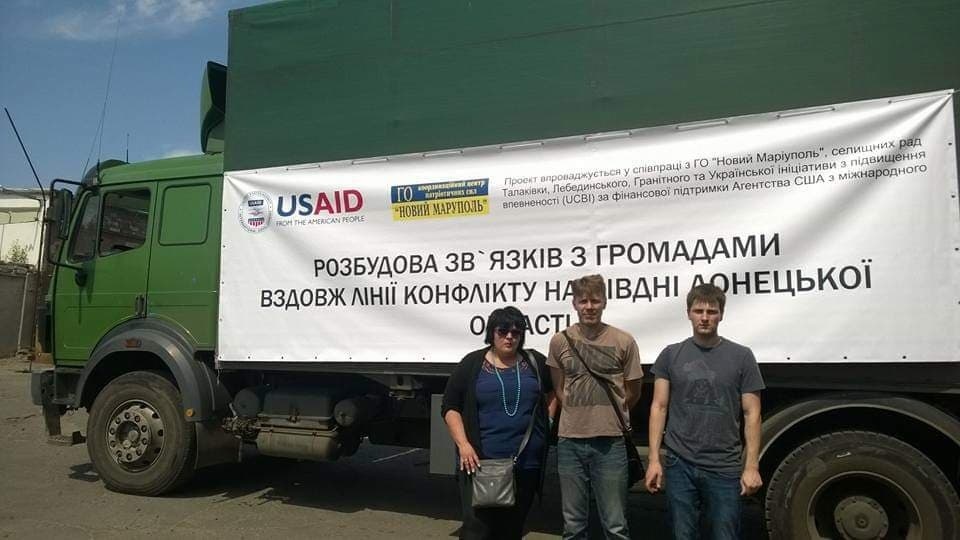 USAID
FROM THE AMERICAN PEOPLE
USAID
ГО координаційний центр
патріотичних сил
"НОВИЙ МАРУПОЛЬ"
Проект впроваджується у співпраці з ГО "Новий Маріуполь", селищних рад
Талаківки, Лебединського, Гранітного та Української ініціативи з підвищення
впевненості (UCBI) за фінансової підтримки Агентства США з міжнародного
РОЗБУДОВА ЗВ`ЯЗКІВ З ГРОМАДАМИ
ВЗДОВЖ ЛІНІЇ КОНФЛІКТУ НА ПІВДНІ ДОНЕЦЬКОЇ
ОБЛАСТІ